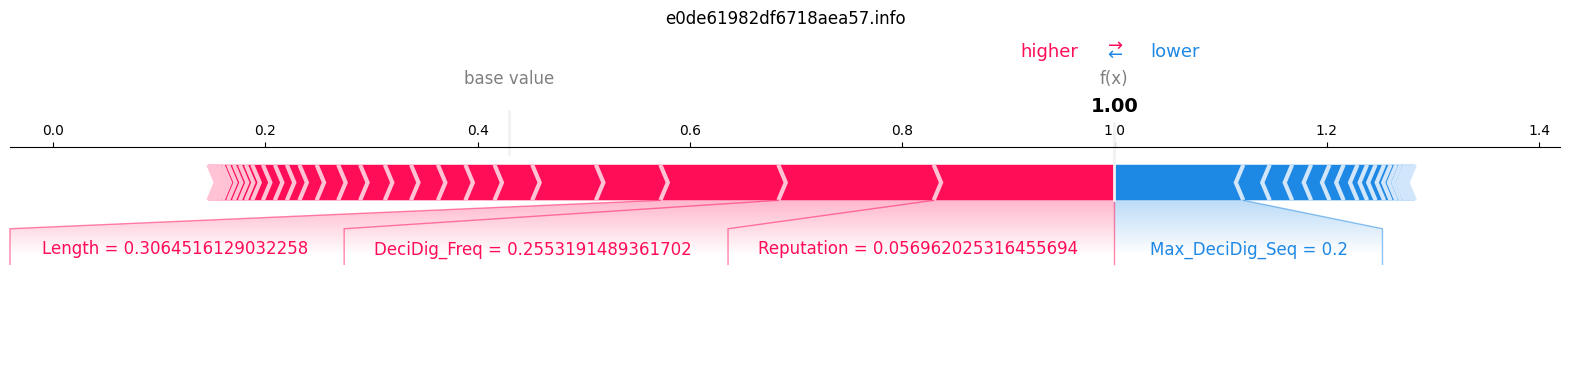 e0de61982df6718aea57.info
higher ⇄ lower
base value f(x)
1.00
0.0 0.2 0.4 0.6 0.8 1.0 1.2 1.4
Length = 0.3064516129032258 DeciDig_Freq = 0.2553191489361702 Reputation = 0.056962025316455694 Max_DeciDig_Seq = 0.2